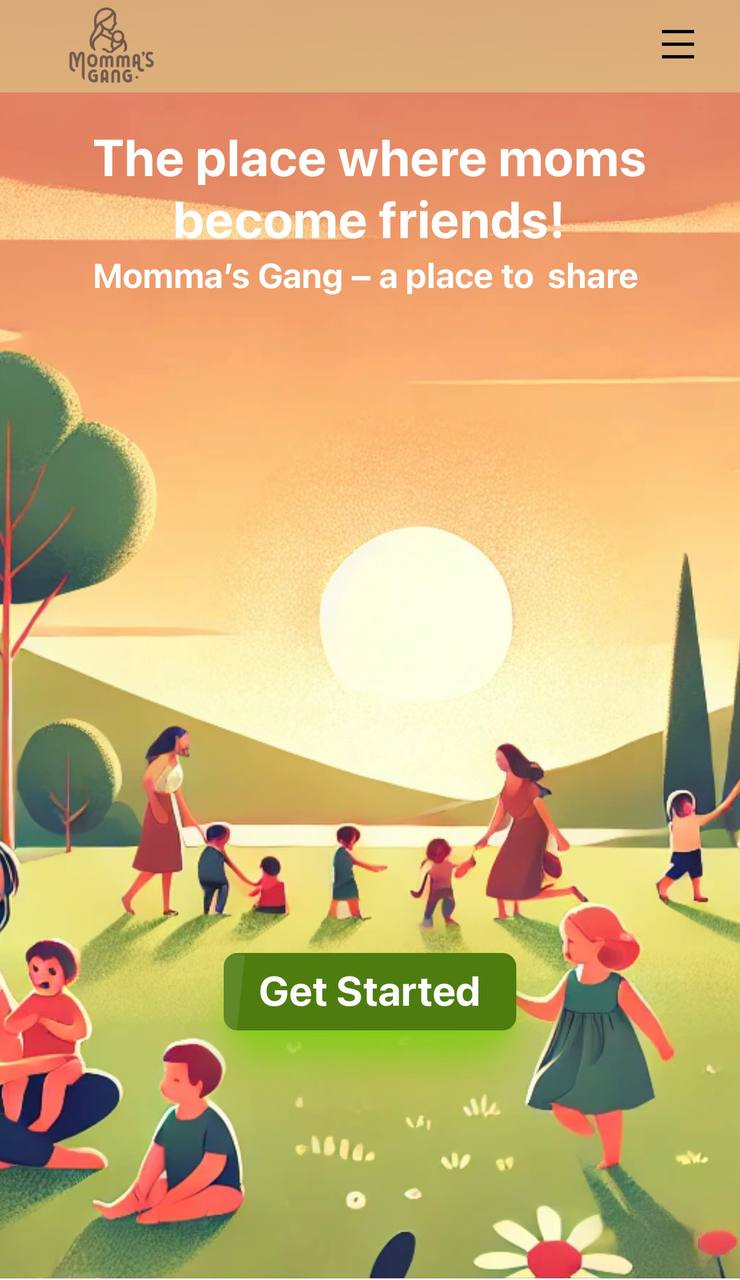 MOMMA'S
GANG.
The place where moms
become friends!
Momma’s Gang – a place to share
Get Started